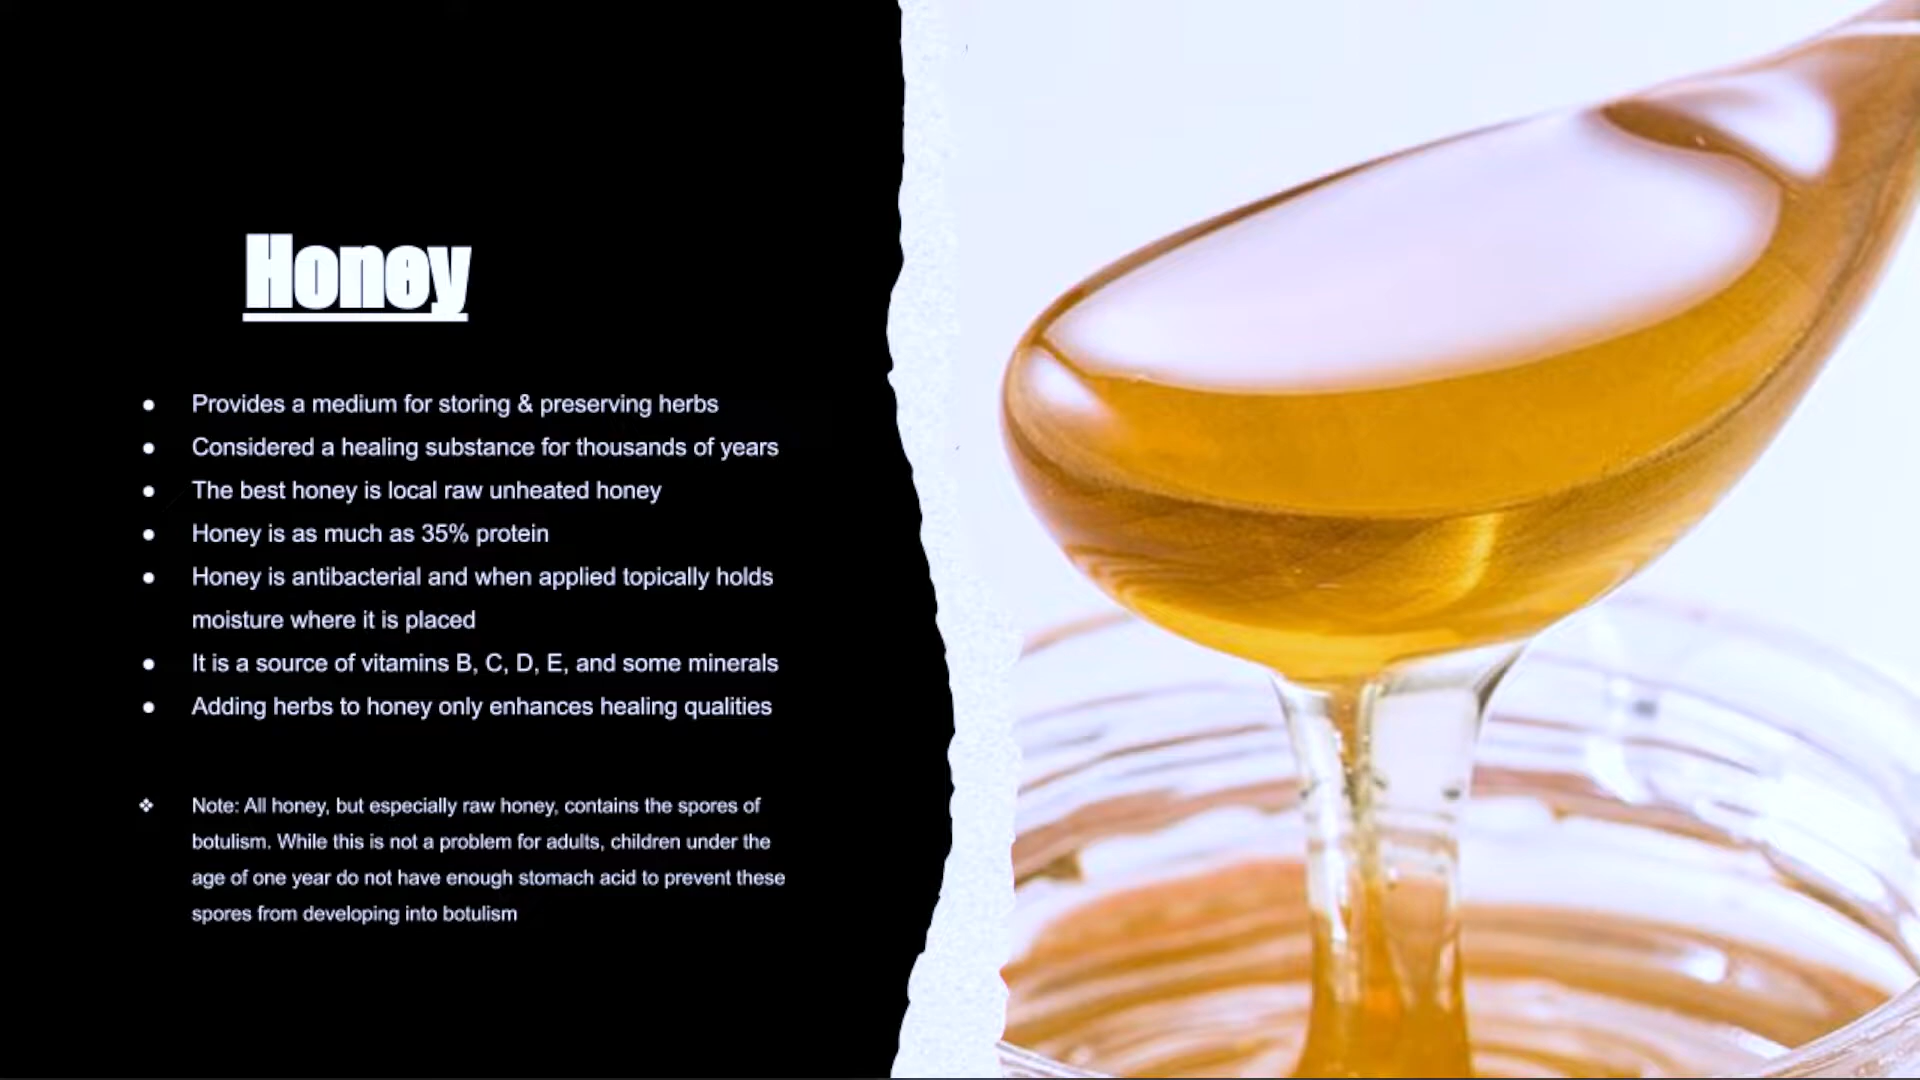 Honey
● Provides a medium for storing & preserving herbs
● Considered a healing substance for thousands of years
● The best honey is local raw unheated honey
● Honey is as much as 35% protein
● Honey is antibacterial and when applied topically holds
moisture where it is placed
● It is a source of vitamins B, C, D, E, and some minerals
● Adding herbs to honey only enhances healing qualities
❖ Note: All honey, but especially raw honey, contains the spores of
botulism. While this is not a problem for adults, children under the
age of one year do not have enough stomach acid to prevent these
spores from developing into botulism